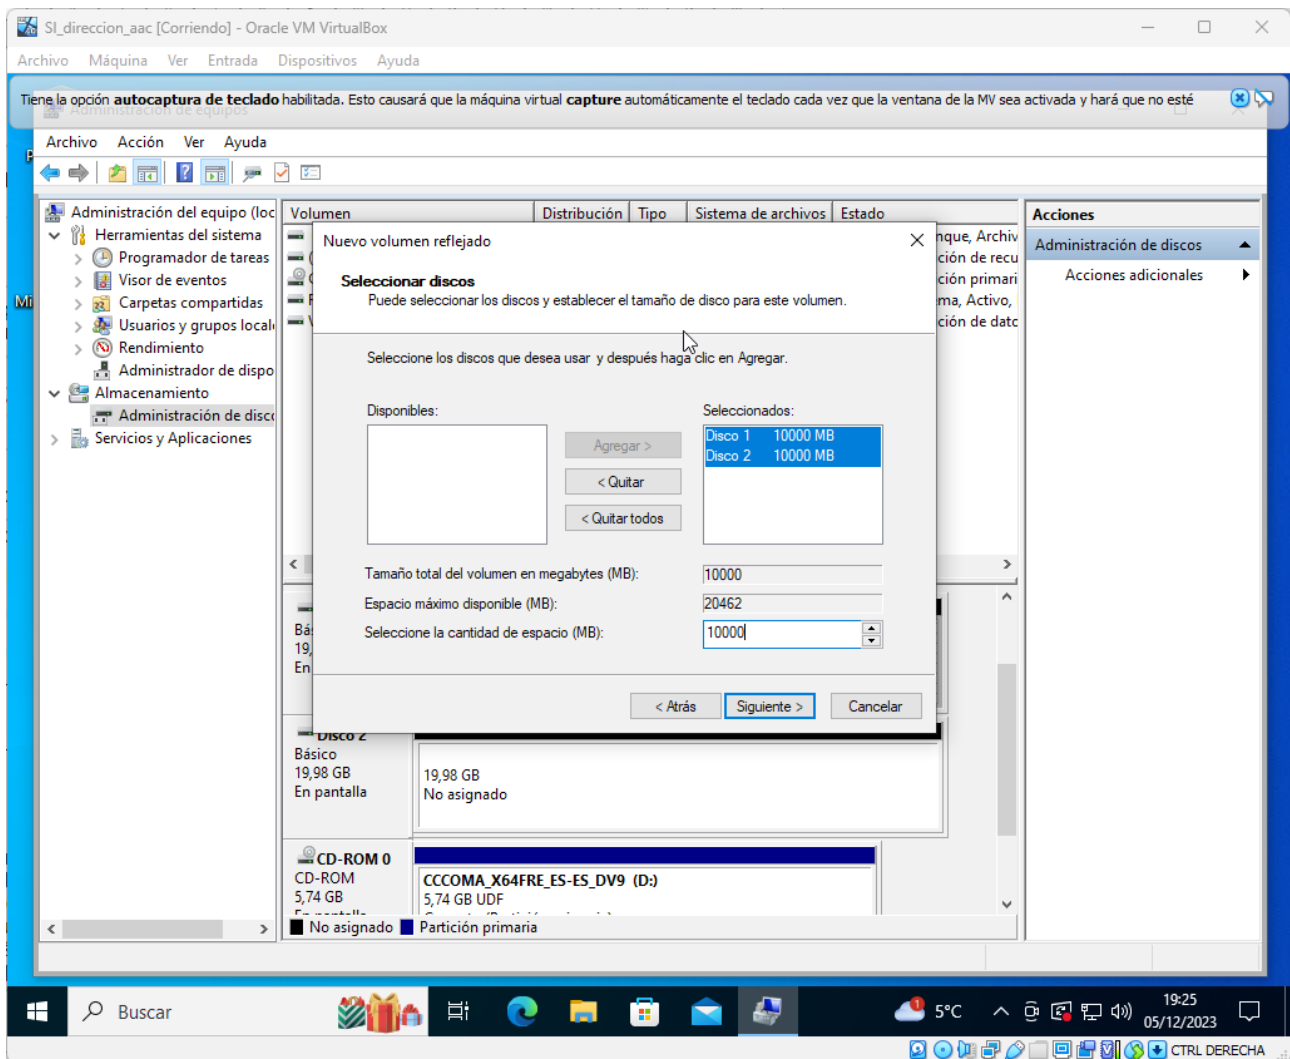 SI_direccion_aac [Corriendo] - Oracle VM VirtualBox
Archivo Máquina Ver Entrada Dispositivos Ayuda
Tiene la opción autocaptura de teclado habilitada. Esto causará que la máquina virtual capture automáticamente el teclado cada vez que la ventana de la MV sea activada y hará que no esté
Administración de equipos
Archivo Acción Ver Ayuda
Administración del equipo (loc
Herramientas del sistema
Programador de tareas
Visor de eventos
Carpetas compartidas
Usuarios y grupos local
Rendimiento
Administrador de dispo
Almacenamiento
Administración de disc
Servicios y Aplicaciones
Volumen Distribución Tipo Sistema de archivos Estado
nque, Archiv
ción de recu
ción primari
ma, Activo,
ción de datc
Acciones
Administración de discos
Acciones adicionales
Nuevo volumen reflejado
Seleccionar discos
Puede seleccionar los discos y establecer el tamaño de disco para este volumen.
Seleccione los discos que desea usar y después haga clic en Agregar.
Disponibles:
Seleccionados:
Disco 1 10000 MB
Disco 2 10000 MB
Agregar >
< Quitar
< Quitar todos
Tamaño total del volumen en megabytes (MB): 10000
Espacio máximo disponible (MB): 20462
Seleccione la cantidad de espacio (MB): 10000
< Atrás Siguiente > Cancelar
Bá
19,
En
Disco 2
Básico
19,98 GB
En pantalla
19,98 GB
No asignado
CD-ROM 0
CD-ROM
5,74 GB
CCCOMA_X64FRE_ES-ES_DV9 (D:)
5,74 GB UDF
No asignado Partición primaria
Buscar
1
5°C
19:25
05/12/2023
CTRL DERECHA